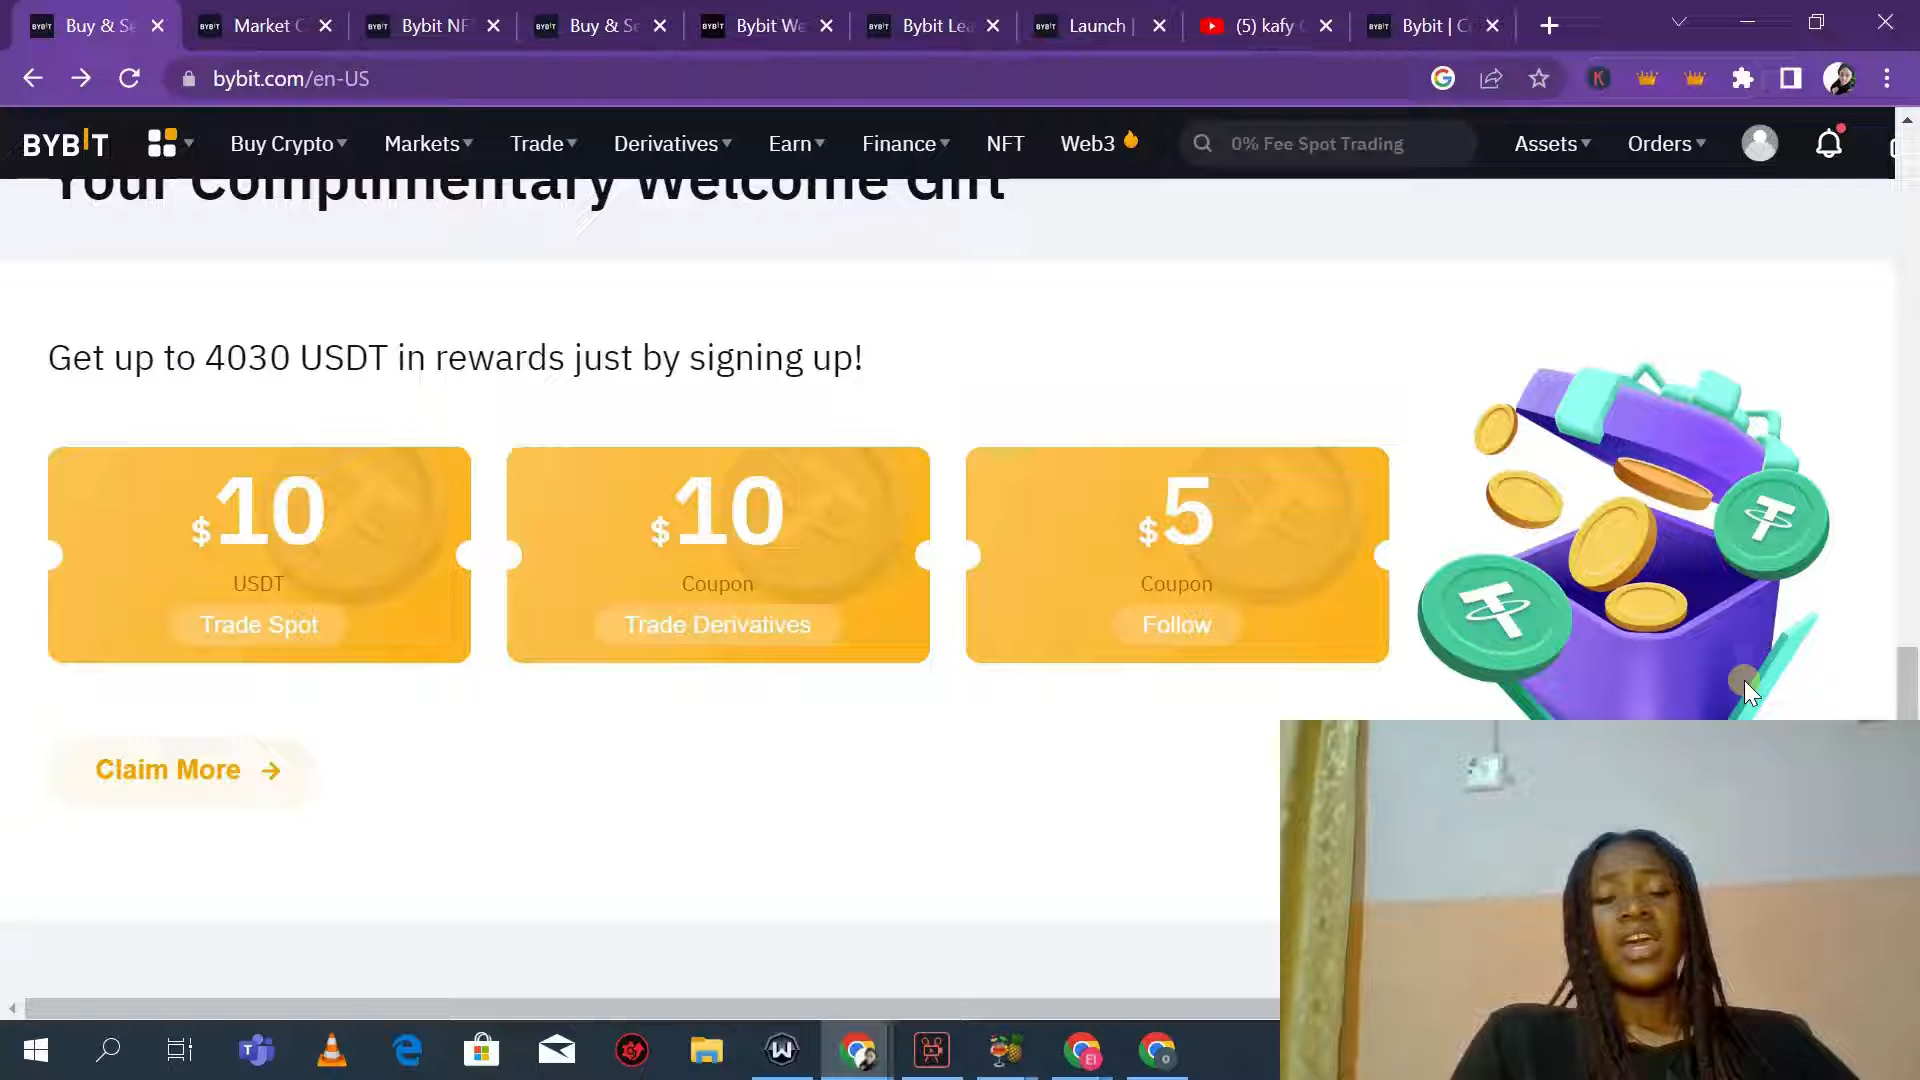 Buy & Se
Market C
Bybit NF
Buy & Se
Bybit We
Bybit Lea
Launch |
(5) kafy
Bybit | C
bybit.com/en-US
BYBIT
Buy Crypto
Markets
Trade
Derivatives
Earn
Finance
NFT
Web3
0% Fee Spot Trading
Assets
Orders
Your Complimentary Welcome Gift
Get up to 4030 USDT in rewards just by signing up!
$10
USDT
Trade Spot
$10
Coupon
Trade Derivatives
$5
Coupon
Follow
Claim More